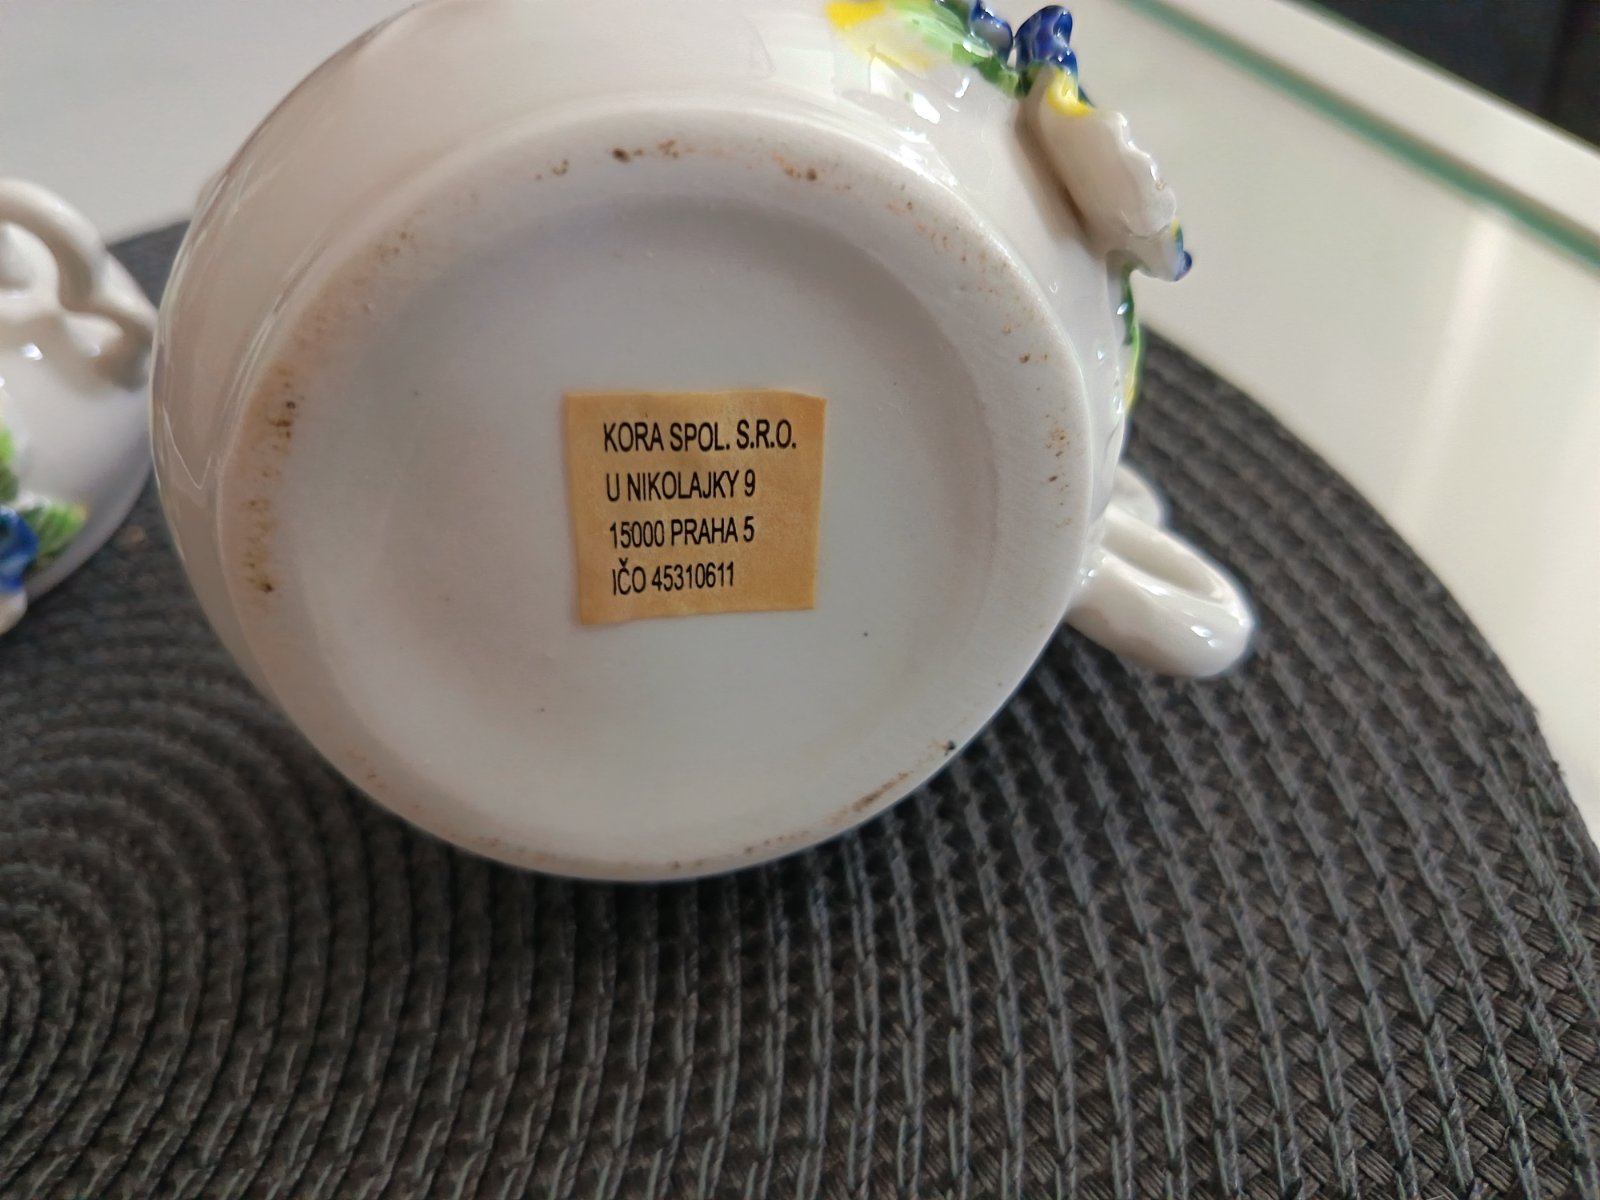 KORA SPOL. S.R.O.
U NIKOLAJKY 9
15000 PRAHA 5
IČO 45310611